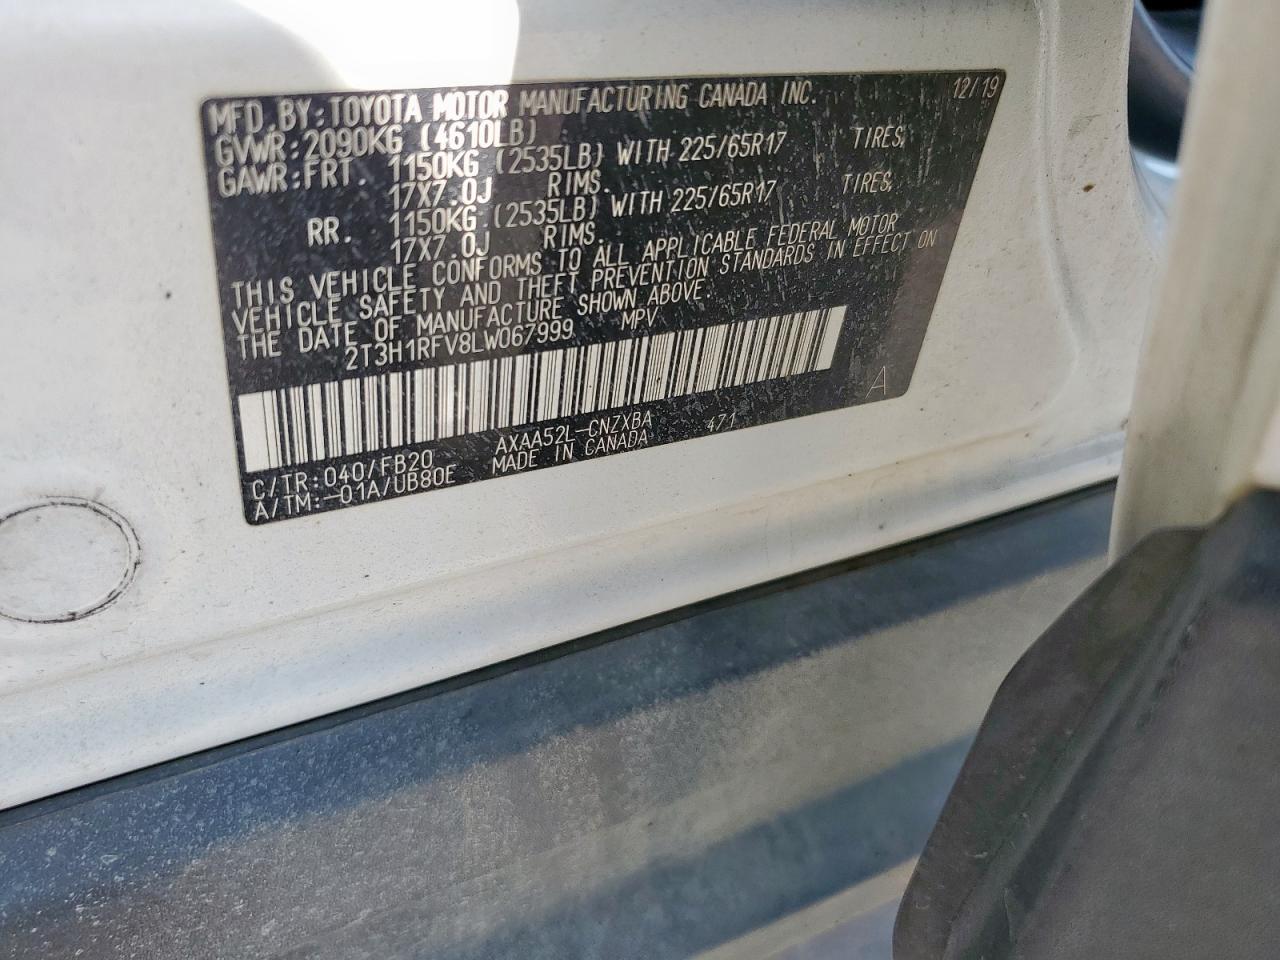 MFD. BY: TOYOTA MOTOR MANUFACTURING CANADA INC. 12/19
GVWR: 2090KG (4610LB)
GAWR: FRT. 1150KG (2535LB) WITH 225/65R17 TIRES,
17X7.0J RIMS.
RR. 1150KG (2535LB) WITH 225/65R17 TIRES,
17X7.0J RIMS.
THIS VEHICLE CONFORMS TO ALL APPLICABLE FEDERAL MOTOR
VEHICLE SAFETY AND THEFT PREVENTION STANDARDS IN EFFECT ON
THE DATE OF MANUFACTURE SHOWN ABOVE.
2T3H1RFV8LW067999 MPV
A
C/TR: 040/FB20 AXAA52L-CNZXBA 471
A/TM: -01A/UB80E MADE IN CANADA